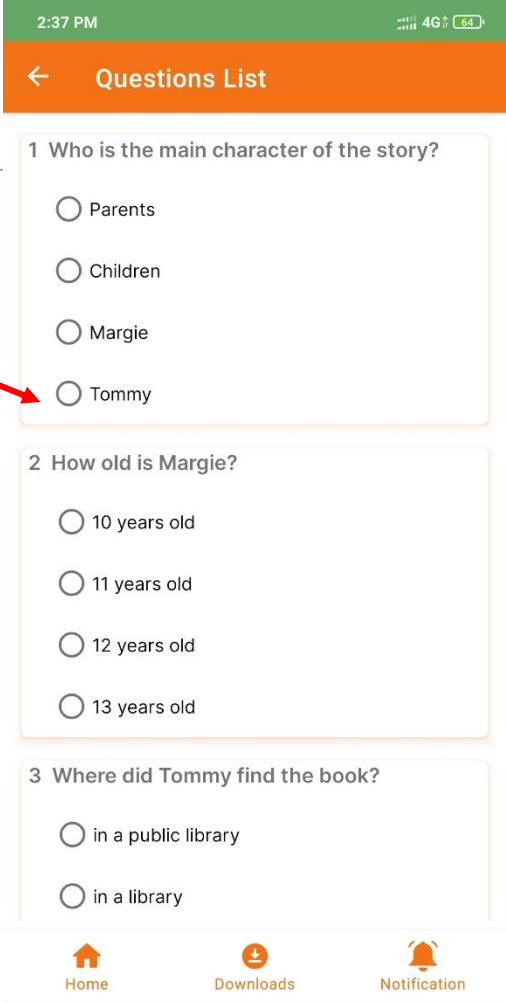 2:37 PM 4G 64
Questions List
1 Who is the main character of the story?
Parents
Children
Margie
Tommy
2 How old is Margie?
10 years old
11 years old
12 years old
13 years old
3 Where did Tommy find the book?
in a public library
in a library
Home Downloads Notification